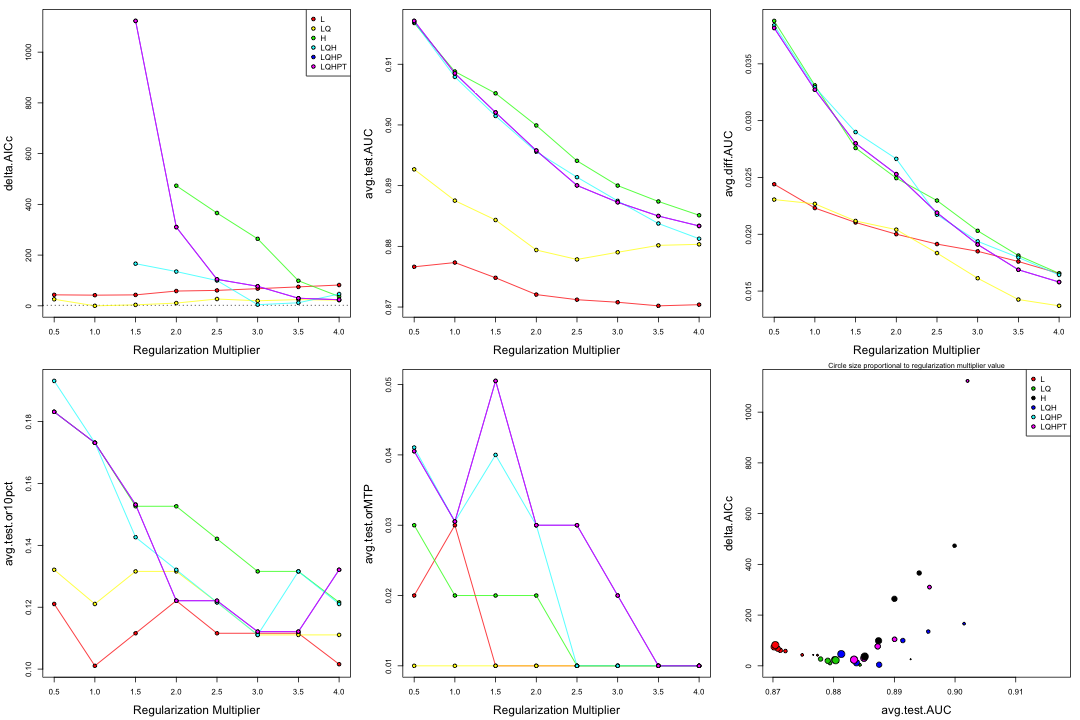 1000
800
600
400
200
0
delta.AICc
L
LQ
H
LQH
LQHP
LQHPT
0.5 1.0 1.5 2.0 2.5 3.0 3.5 4.0
Regularization Multiplier
0.91
0.90
0.89
0.88
0.87
avg.test.AUC
0.5 1.0 1.5 2.0 2.5 3.0 3.5 4.0
Regularization Multiplier
0.035
0.030
0.025
0.020
0.015
avg.diff.AUC
0.5 1.0 1.5 2.0 2.5 3.0 3.5 4.0
Regularization Multiplier
0.18
0.16
0.14
0.12
0.10
avg.test.or10pct
0.5 1.0 1.5 2.0 2.5 3.0 3.5 4.0
Regularization Multiplier
0.05
0.04
0.03
0.02
0.01
avg.test.orMTP
0.5 1.0 1.5 2.0 2.5 3.0 3.5 4.0
Regularization Multiplier
Circle size proportional to regularization multiplier value
L
LQ
H
LQH
LQHP
LQHPT
1000
800
600
400
200
0
delta.AICc
0.87 0.88 0.89 0.90 0.91
avg.test.AUC